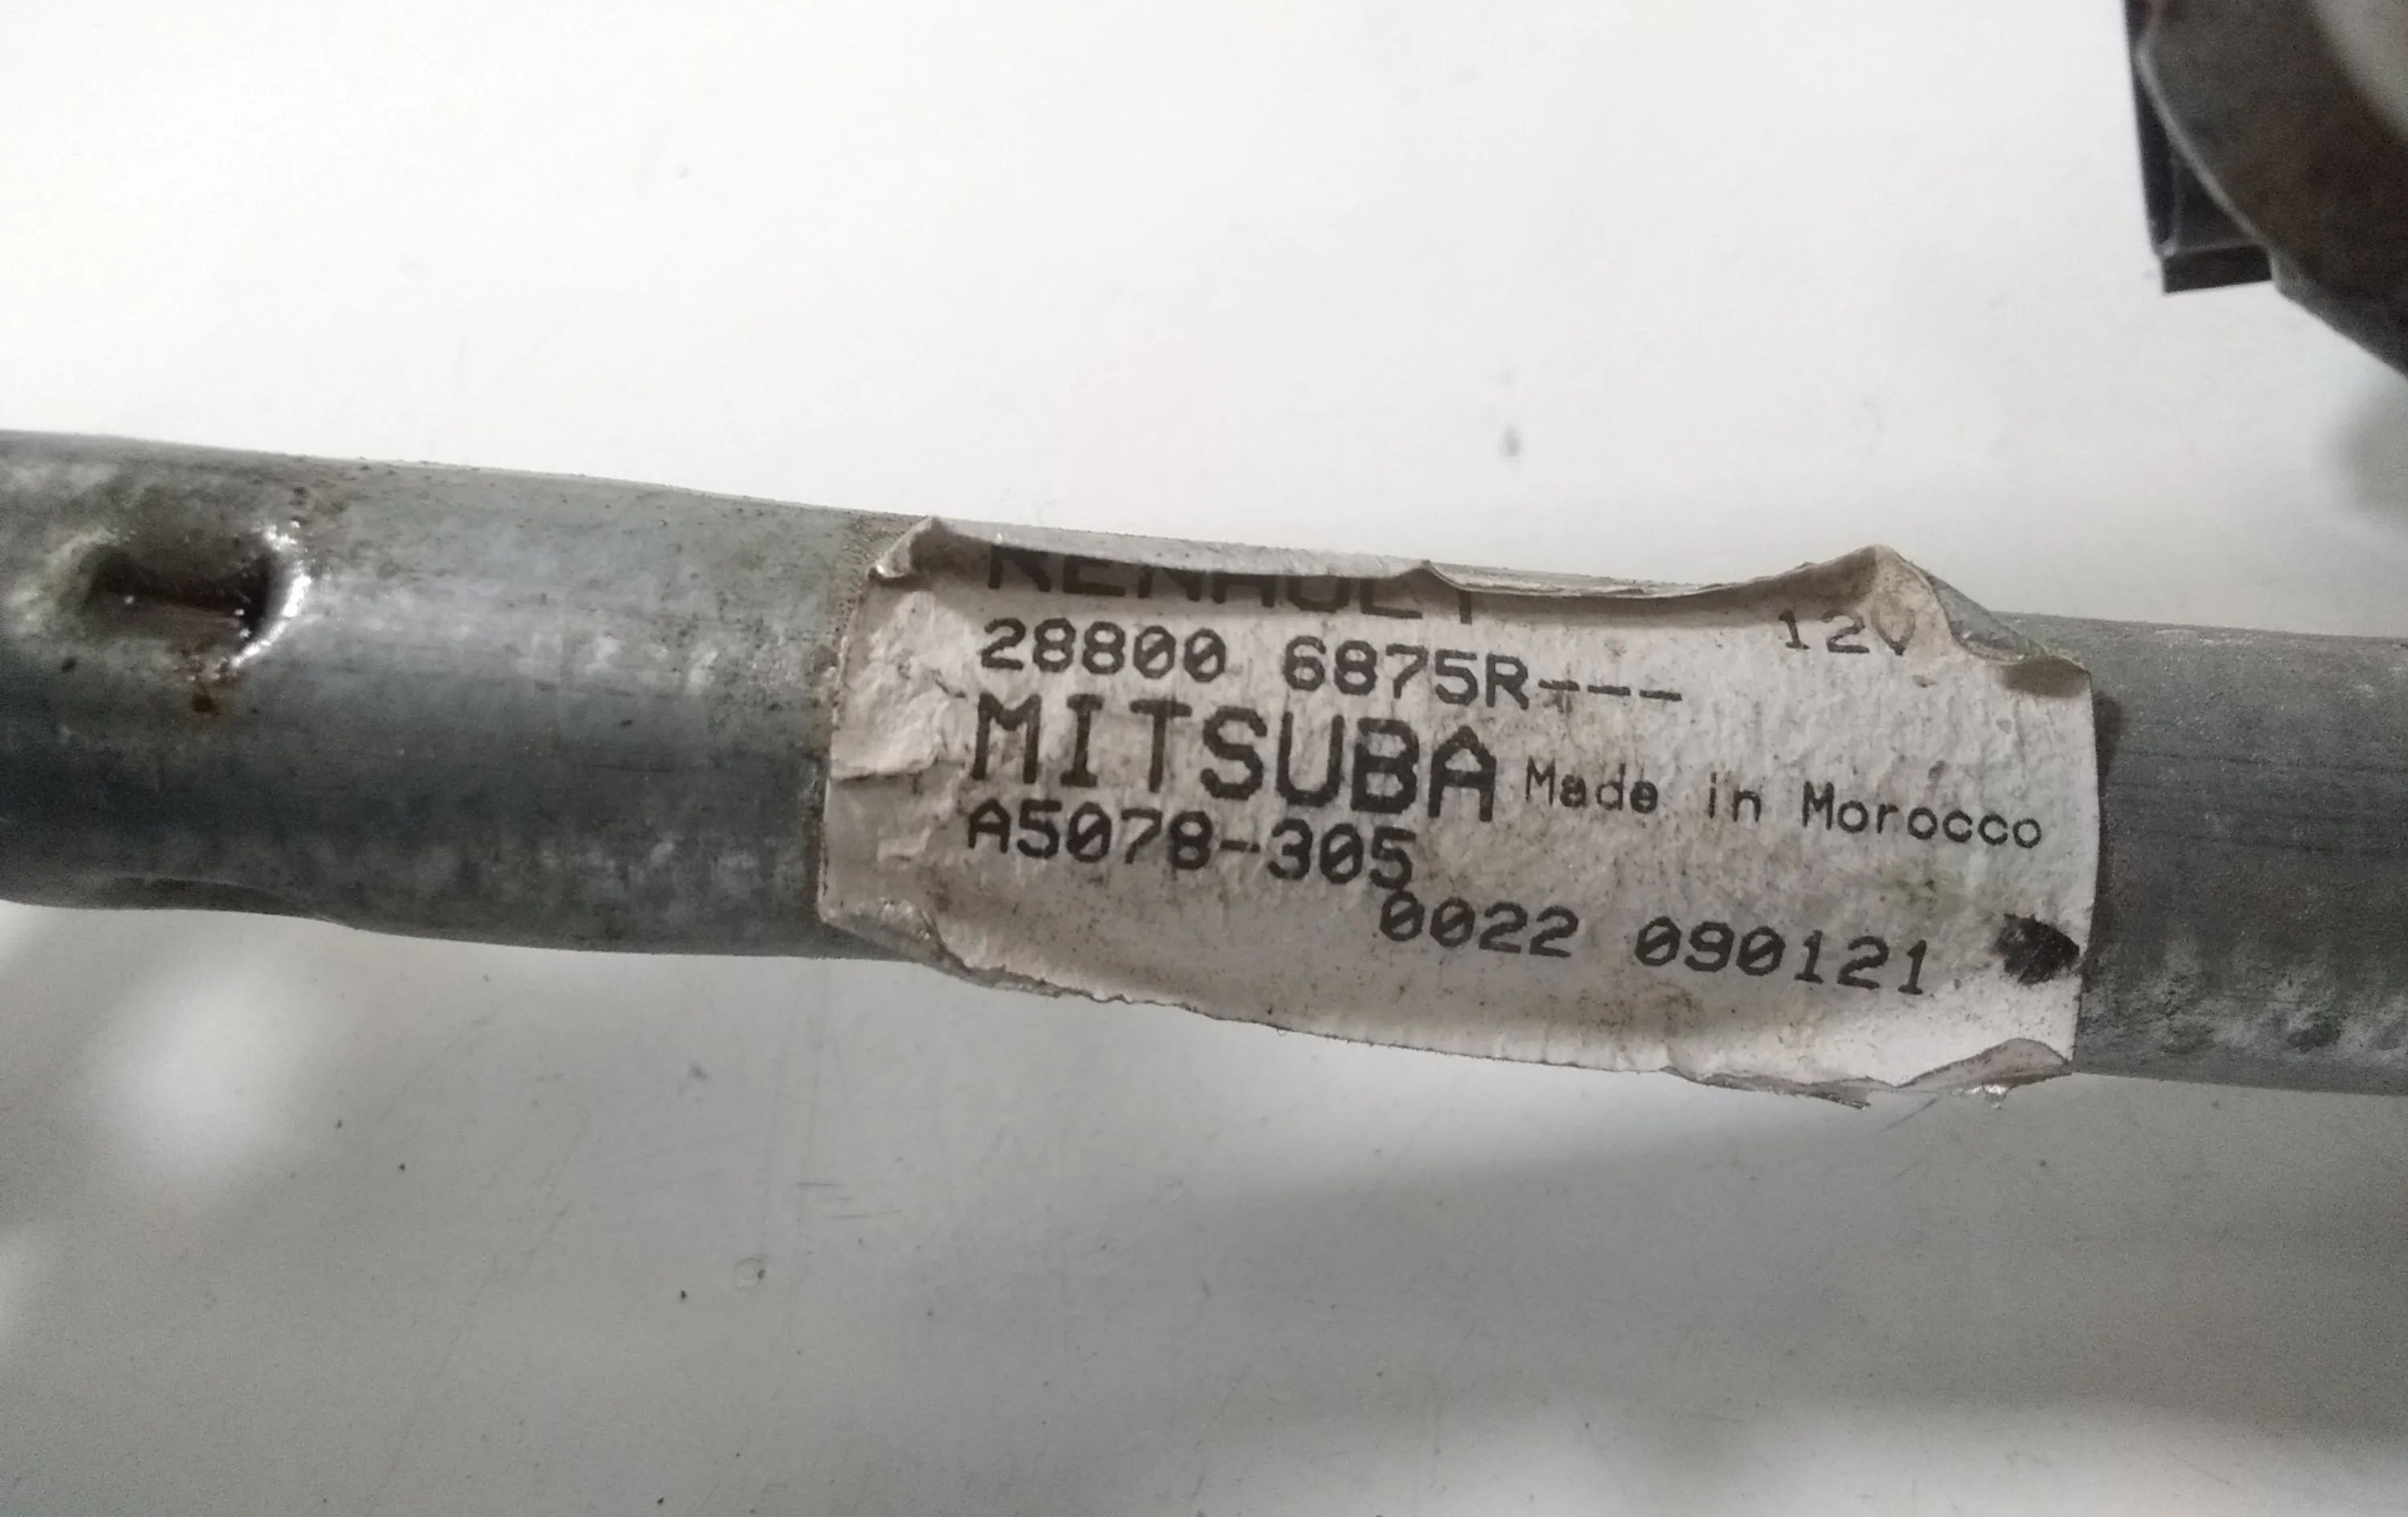 RENAULT
28800 6875R--- 12V
MITSUBA Made in Morocco
A5078-305
0022 090121